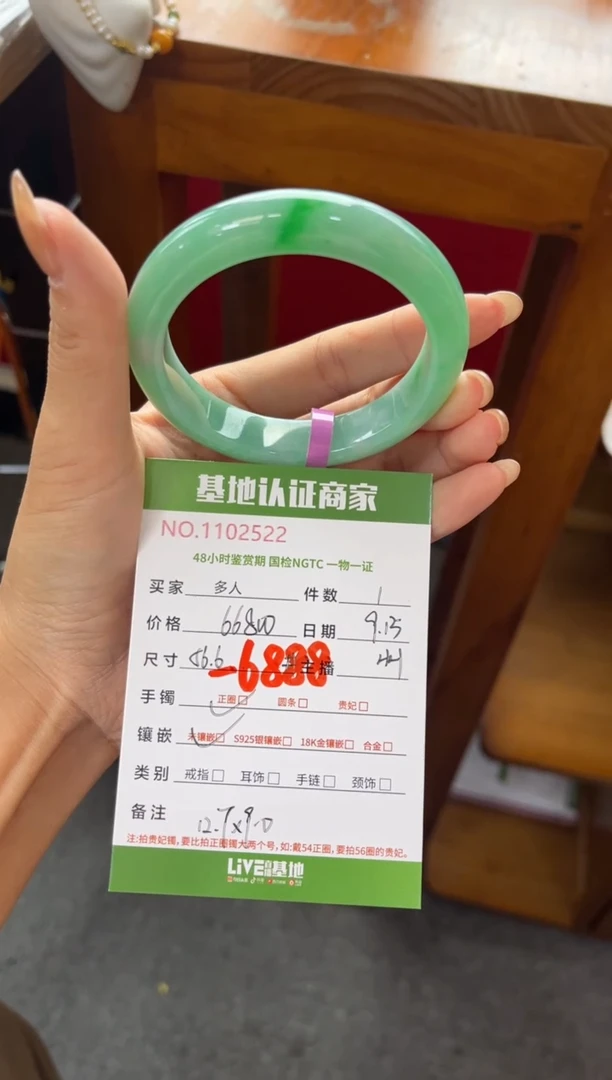 基地认证商家
NO.1102522
48小时鉴赏期 国检NGTC 一物一证
买家 多人 件数 1
价格 66800 日期 9.15
尺寸 56.6 主播
-6888
手镯 正圈 圆条 贵妃
镶嵌 未镶嵌 S925银镶嵌 18K金镶嵌 合金
类别 戒指 耳饰 手链 颈饰
备注 12.7x9.0
注:拍贵妃镯,要比拍正圈镯大两个号,如:戴54正圈,要拍56圈的贵妃。
LiVE 基地